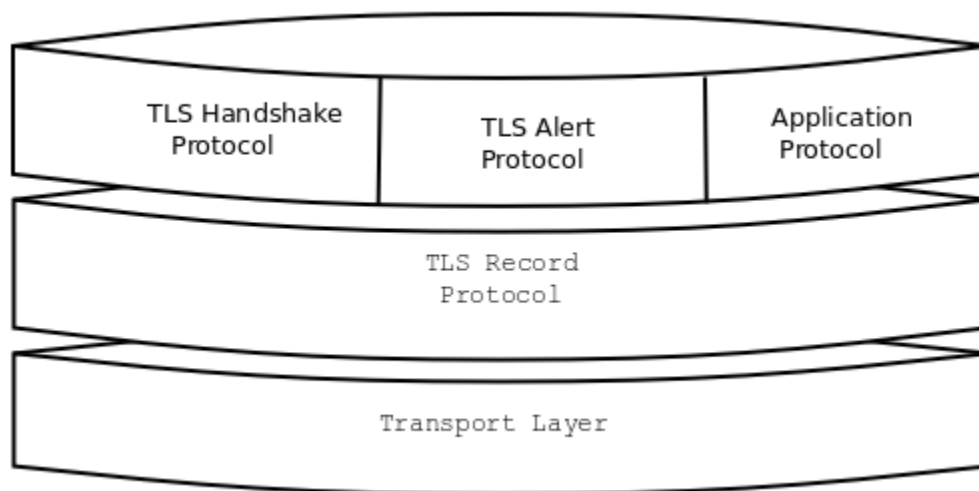 TLS Handshake
Protocol
TLS Alert
Protocol
Application
Protocol
TLS Record
Protocol
Transport Layer